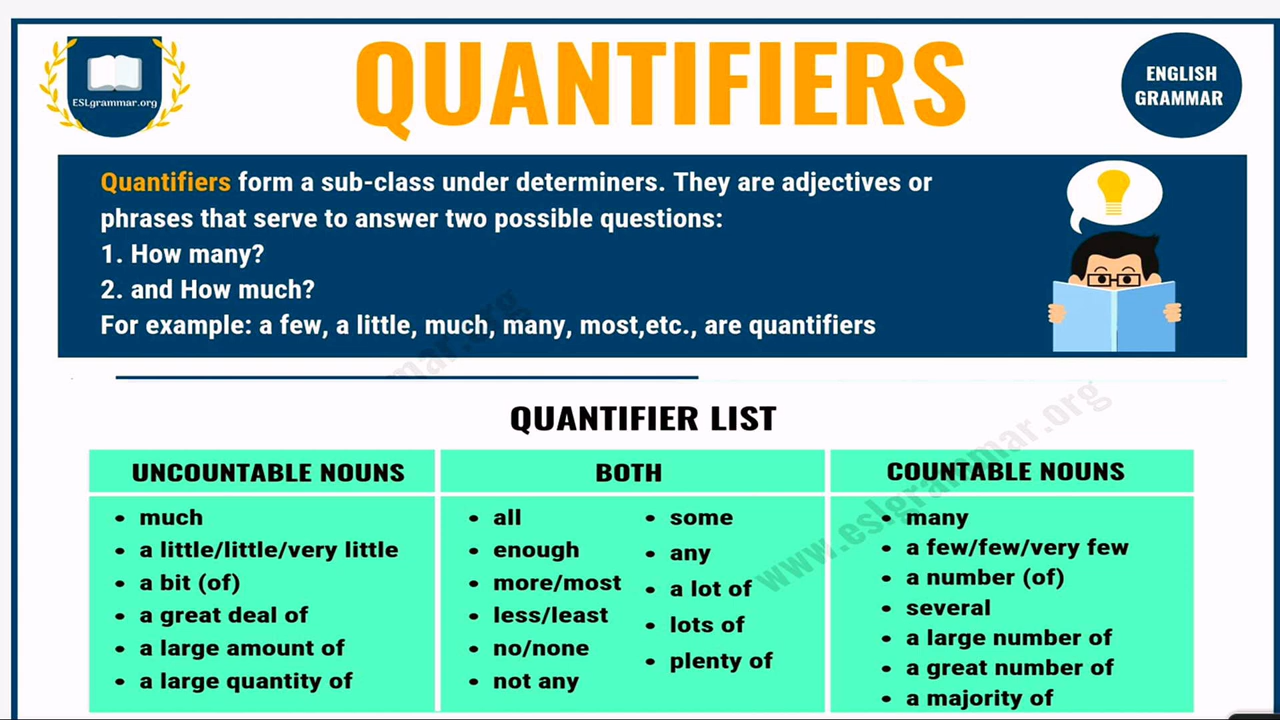 ESLgrammar.org
QUANTIFIERS
ENGLISH
GRAMMAR
Quantifiers form a sub-class under determiners. They are adjectives or
phrases that serve to answer two possible questions:
1. How many?
2. and How much?
For example: a few, a little, much, many, most,etc., are quantifiers
QUANTIFIER LIST
UNCOUNTABLE NOUNS
• much
• a little/little/very little
• a bit (of)
• a great deal of
• a large amount of
• a large quantity of
BOTH
• all
• enough
• more/most
• less/least
• no/none
• not any
• some
• any
• a lot of
• lots of
• plenty of
COUNTABLE NOUNS
• many
• a few/few/very few
• a number (of)
• several
• a large number of
• a great number of
• a majority of
www.eslgrammar.org